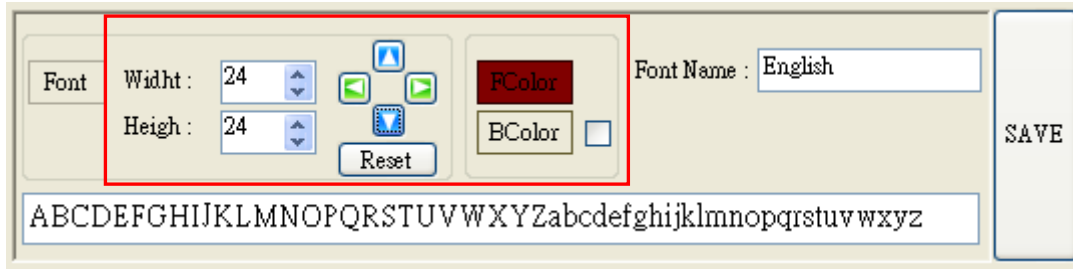 Font
Widht : 24
Heigh : 24
Reset
FColor
BColor
Font Name : English
SAVE
ABCDEFGHIJKLMNOPQRSTUVWXYZabcdefghijklmnopqrstuvwxyz